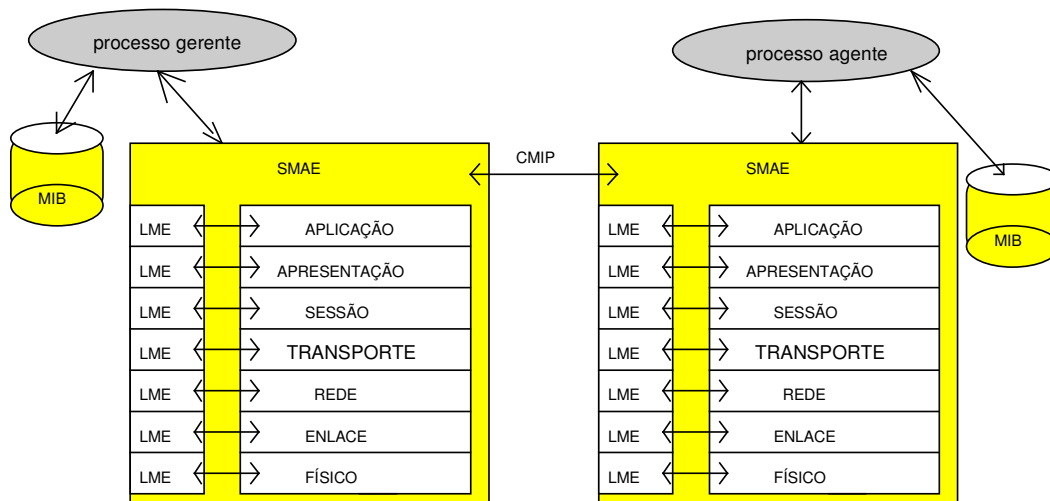 processo gerente
processo agente
CMIP
SMAE
SMAE
MIB
MIB
LME APLICAÇÃO
LME APLICAÇÃO
LME APRESENTAÇÃO
LME APRESENTAÇÃO
LME SESSÃO
LME SESSÃO
LME TRANSPORTE
LME TRANSPORTE
LME REDE
LME REDE
LME ENLACE
LME ENLACE
LME FÍSICO
LME FÍSICO